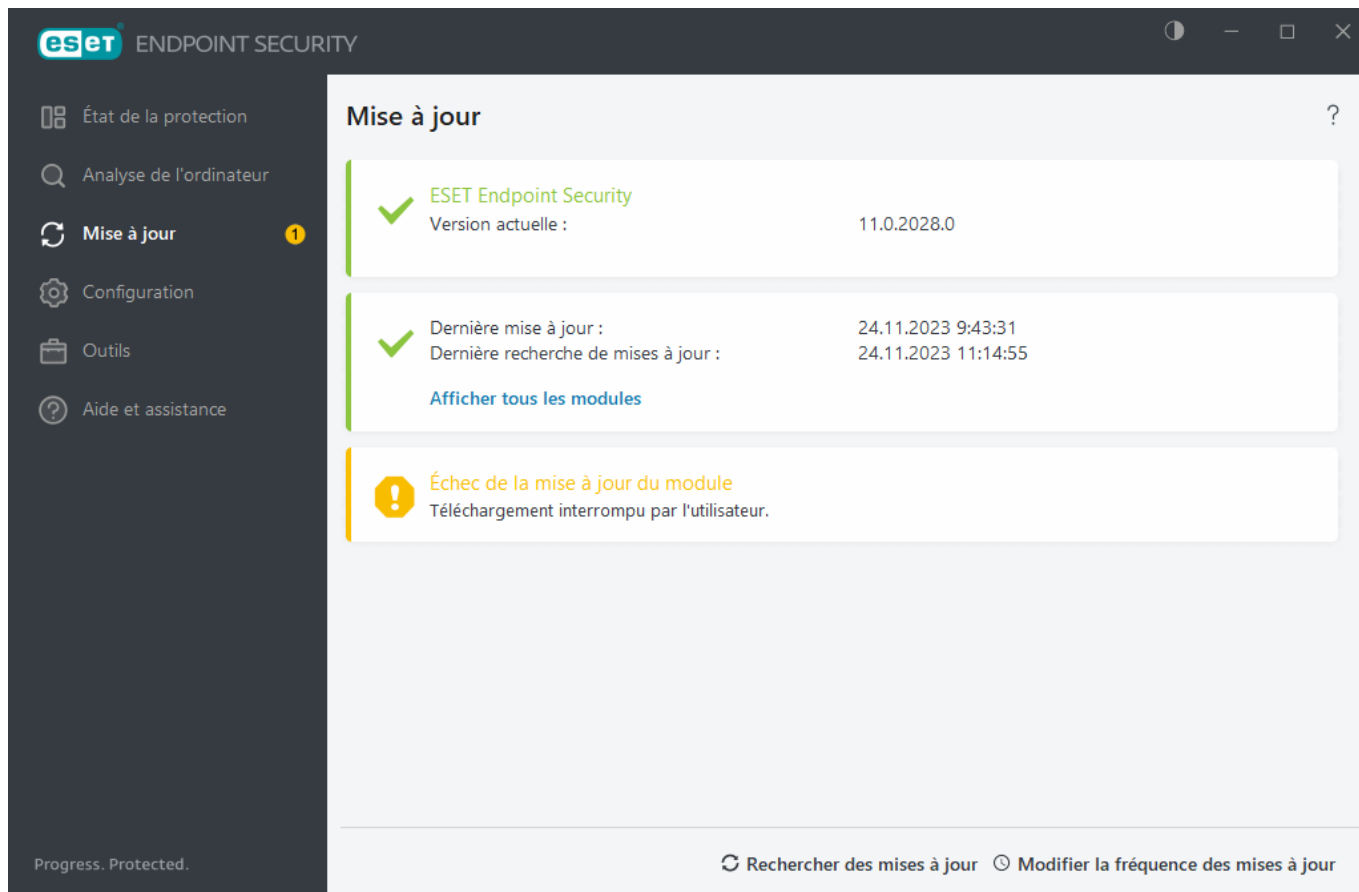 eset ENDPOINT SECURITY
État de la protection
Analyse de l'ordinateur
Mise à jour 1
Configuration
Outils
Aide et assistance
Progress. Protected.
Mise à jour ?
ESET Endpoint Security
Version actuelle : 11.0.2028.0
Dernière mise à jour : 24.11.2023 9:43:31
Dernière recherche de mises à jour : 24.11.2023 11:14:55
Afficher tous les modules
Échec de la mise à jour du module
Téléchargement interrompu par l'utilisateur.
Rechercher des mises à jour Modifier la fréquence des mises à jour